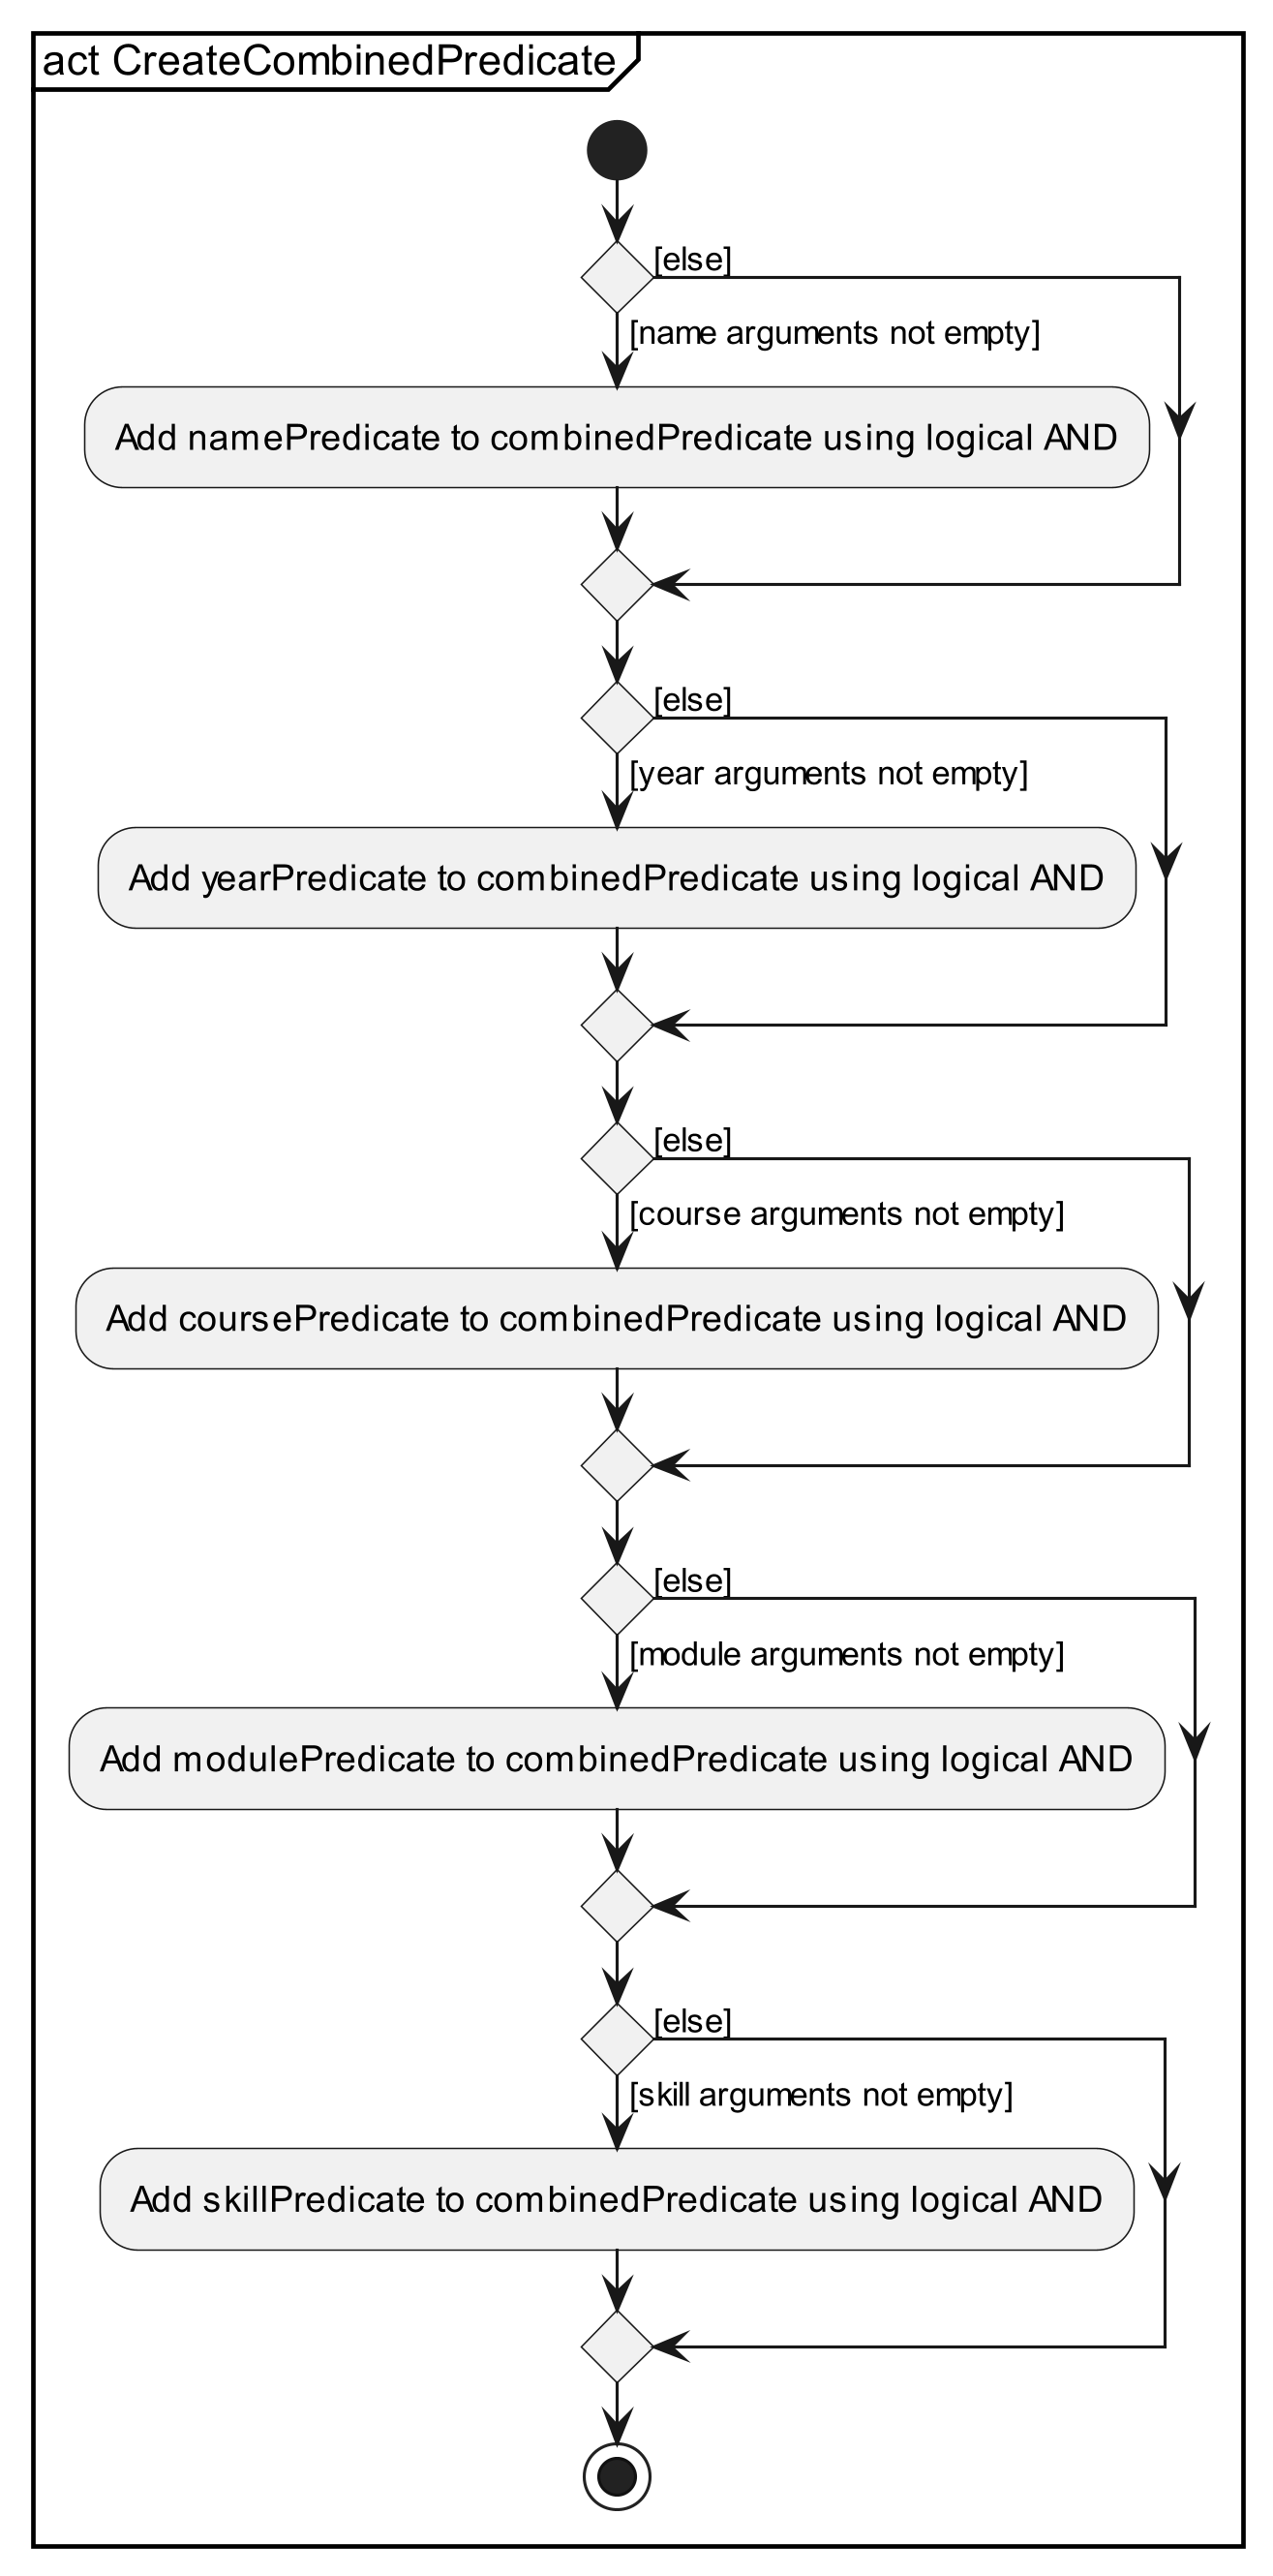 act CreateCombinedPredicate
[else]
[name arguments not empty]
Add namePredicate to combinedPredicate using logical AND
[else]
[year arguments not empty]
Add yearPredicate to combinedPredicate using logical AND
[else]
[course arguments not empty]
Add coursePredicate to combinedPredicate using logical AND
[else]
[module arguments not empty]
Add modulePredicate to combinedPredicate using logical AND
[else]
[skill arguments not empty]
Add skillPredicate to combinedPredicate using logical AND